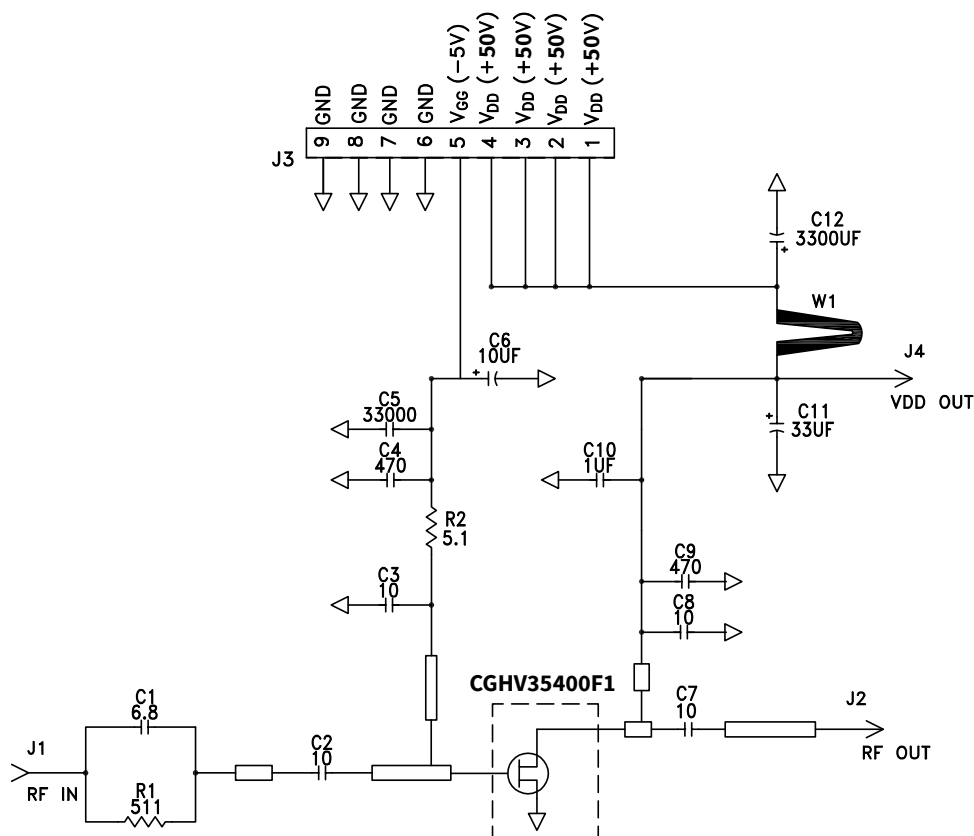 GND
GND
GND
GND
VGG (-5V)
VDD (+50V)
VDD (+50V)
VDD (+50V)
VDD (+50V)
9 8 7 6 5 4 3 2 1
J3
C12
3300UF
+
W1
J4
VDD OUT
C6
10UF
+
C5
33000
C11
33UF
+
C4
470
C10
1UF
R2
5.1
C9
470
C3
10
C8
10
CGHV35400F1
C1
6.8
C7
10
J2
RF OUT
J1
RF IN
C2
10
R1
511